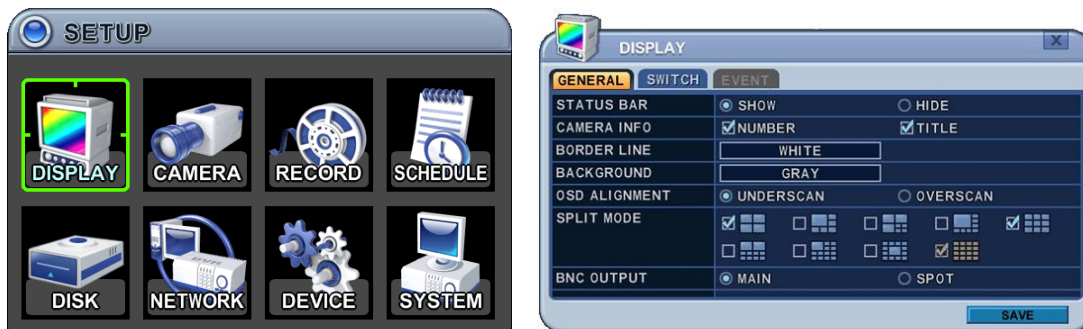 SETUP
DISPLAY CAMERA RECORD SCHEDULE
DISK NETWORK DEVICE SYSTEM
DISPLAY X
GENERAL SWITCH EVENT
STATUS BAR SHOW HIDE
CAMERA INFO NUMBER TITLE
BORDER LINE WHITE
BACKGROUND GRAY
OSD ALIGNMENT UNDERSCAN OVERSCAN
SPLIT MODE
BNC OUTPUT MAIN SPOT
SAVE